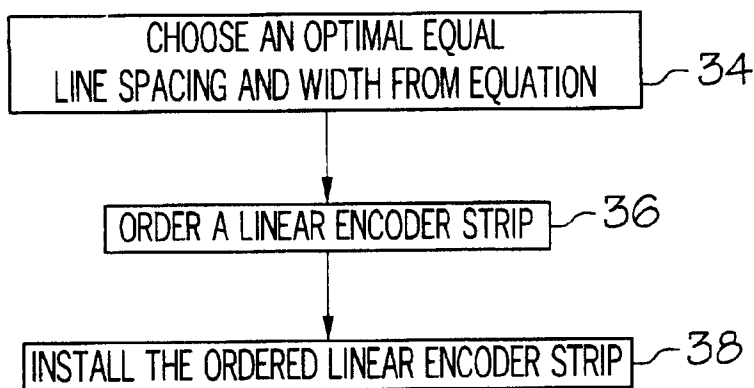 CHOOSE AN OPTIMAL EQUAL
LINE SPACING AND WIDTH FROM EQUATION
34
ORDER A LINEAR ENCODER STRIP
36
INSTALL THE ORDERED LINEAR ENCODER STRIP
38